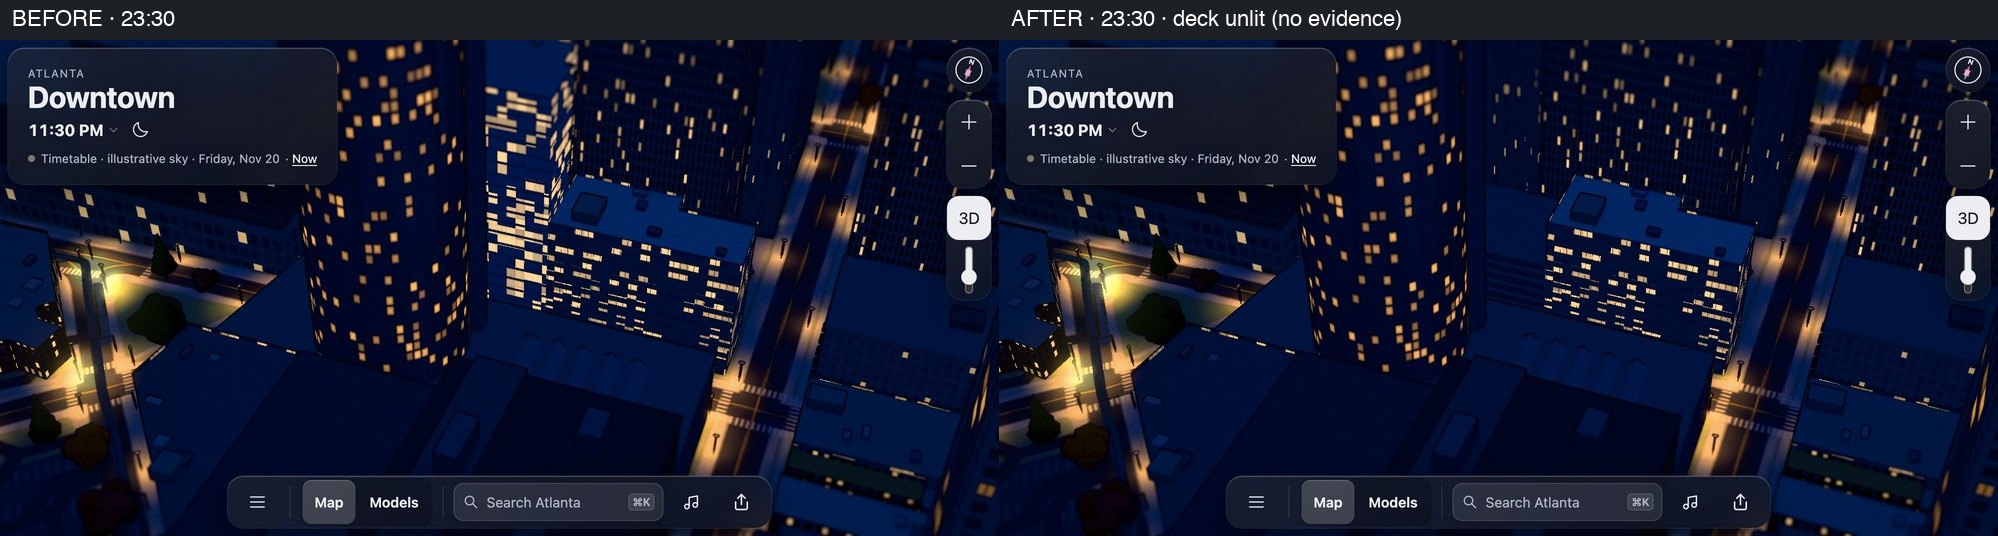 BEFORE · 23:30
ATLANTA
Downtown
11:30 PM
Timetable · illustrative sky · Friday, Nov 20 · Now
N
+
−
3D
Map Models Search Atlanta ⌘K
AFTER · 23:30 · deck unlit (no evidence)
ATLANTA
Downtown
11:30 PM
Timetable · illustrative sky · Friday, Nov 20 · Now
N
+
−
3D
Map Models Search Atlanta ⌘K